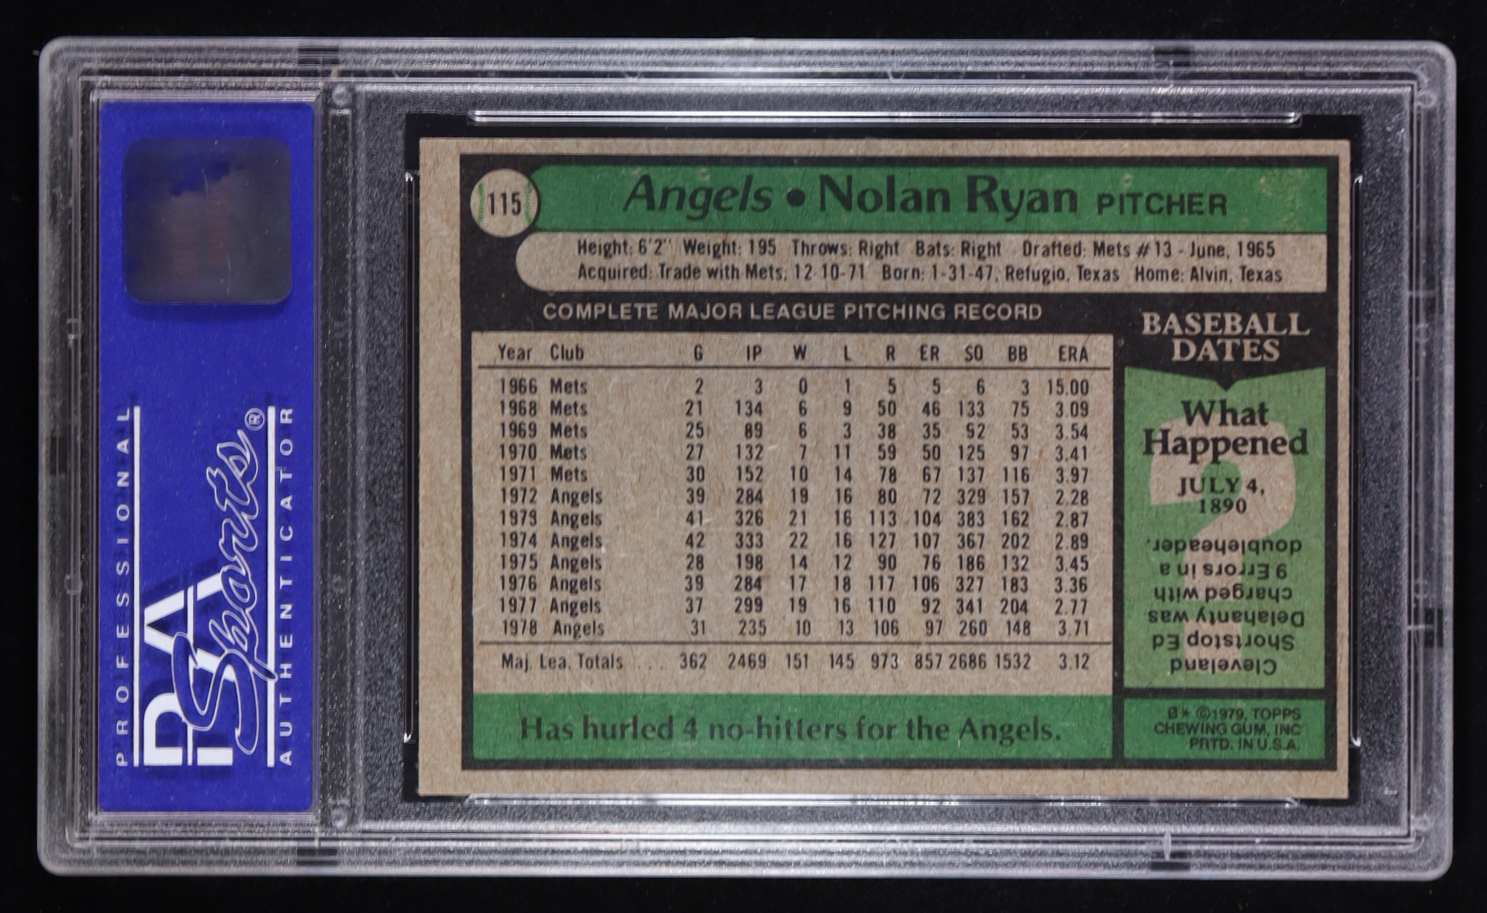 PROFESSIONAL
PSA
Sports®
AUTHENTICATOR
115
Angels • Nolan Ryan PITCHER
Height: 6'2" Weight: 195 Throws: Right Bats: Right Drafted: Mets #13 - June, 1965
Acquired: Trade with Mets, 12-10-71 Born: 1-31-47, Refugio, Texas Home: Alvin, Texas
COMPLETE MAJOR LEAGUE PITCHING RECORD
Year Club G IP W L R ER SO BB ERA
1966 Mets 2 3 0 1 5 5 6 3 15.00
1968 Mets 21 134 6 9 50 46 133 75 3.09
1969 Mets 25 89 6 3 38 35 92 53 3.54
1970 Mets 27 132 7 11 59 50 125 97 3.41
1971 Mets 30 152 10 14 78 67 137 116 3.97
1972 Angels 39 284 19 16 80 72 329 157 2.28
1973 Angels 41 326 21 16 113 104 383 162 2.87
1974 Angels 42 333 22 16 127 107 367 202 2.89
1975 Angels 28 198 14 12 90 76 186 132 3.45
1976 Angels 39 284 17 18 117 106 327 183 3.36
1977 Angels 37 299 19 16 110 92 341 204 2.77
1978 Angels 31 235 10 13 106 97 260 148 3.71
Maj. Lea. Totals ... 362 2469 151 145 973 857 2686 1532 3.12
Has hurled 4 no-hitters for the Angels.
BASEBALL
DATES
What
Happened
JULY 4,
1890
Cleveland
Shortstop Ed
Delahanty was
charged with
9 Errors in a
doubleheader.
B* ©1979, TOPPS
CHEWING GUM, INC
PRTD. IN U.S.A.